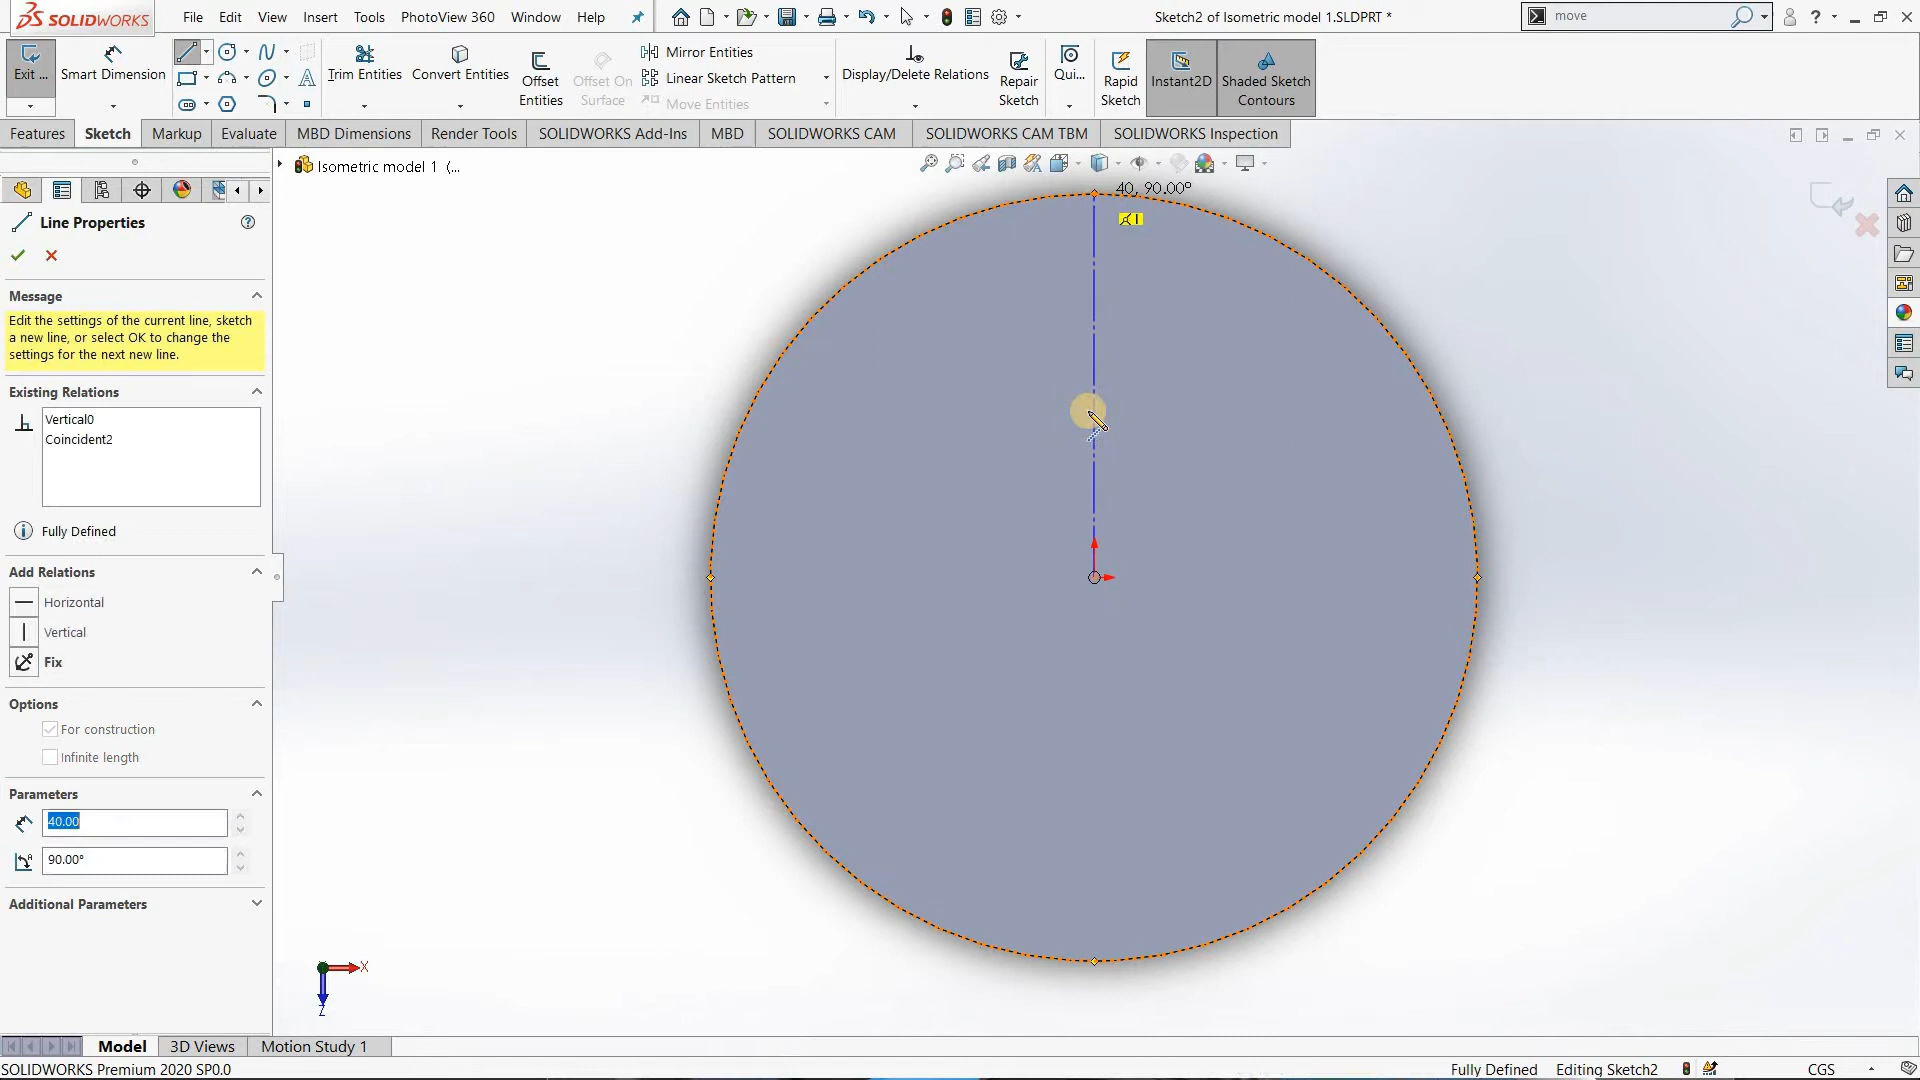 SOLIDWORKS
File Edit View Insert Tools PhotoView 360 Window Help
Sketch2 of Isometric model 1.SLDPRT *
move
Exit ...
Smart Dimension
Trim Entities
Convert Entities
Offset Entities
Offset On Surface
Mirror Entities
Linear Sketch Pattern
Move Entities
Display/Delete Relations
Repair Sketch
Qui...
Rapid Sketch
Instant2D
Shaded Sketch Contours
Features Sketch Markup Evaluate MBD Dimensions Render Tools SOLIDWORKS Add-Ins MBD SOLIDWORKS CAM SOLIDWORKS CAM TBM SOLIDWORKS Inspection
Isometric model 1 (...
40, 90.00°
Line Properties
Message
Edit the settings of the current line, sketch
a new line, or select OK to change the
settings for the next new line.
Existing Relations
Vertical0
Coincident2
Fully Defined
Add Relations
Horizontal
Vertical
Fix
Options
For construction
Infinite length
Parameters
40.00
90.00°
Additional Parameters
X
Z
Model 3D Views Motion Study 1
SOLIDWORKS Premium 2020 SP0.0
Fully Defined Editing Sketch2 CGS